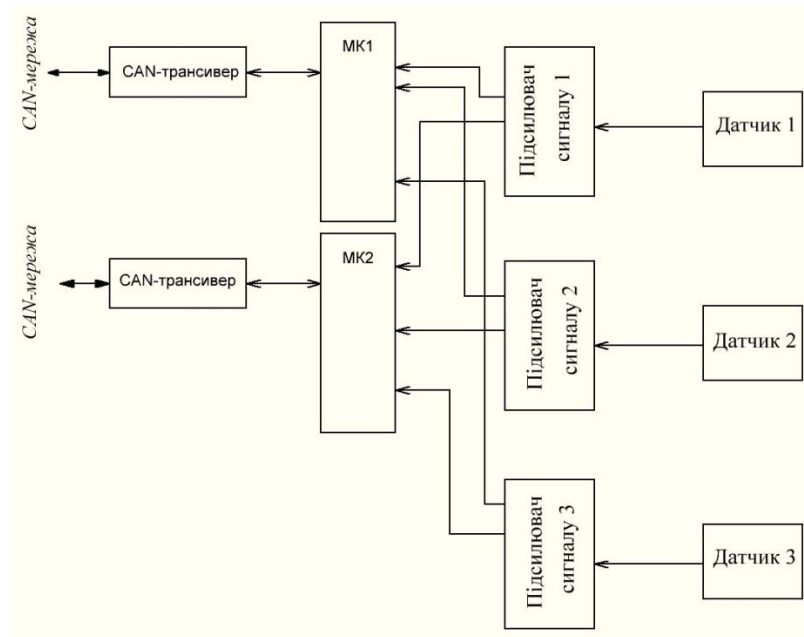 CAN-мережа
CAN-трансивер
МК1
Підсилювач
сигналу 1
Датчик 1
CAN-мережа
CAN-трансивер
МК2
Підсилювач
сигналу 2
Датчик 2
Підсилювач
сигналу 3
Датчик 3